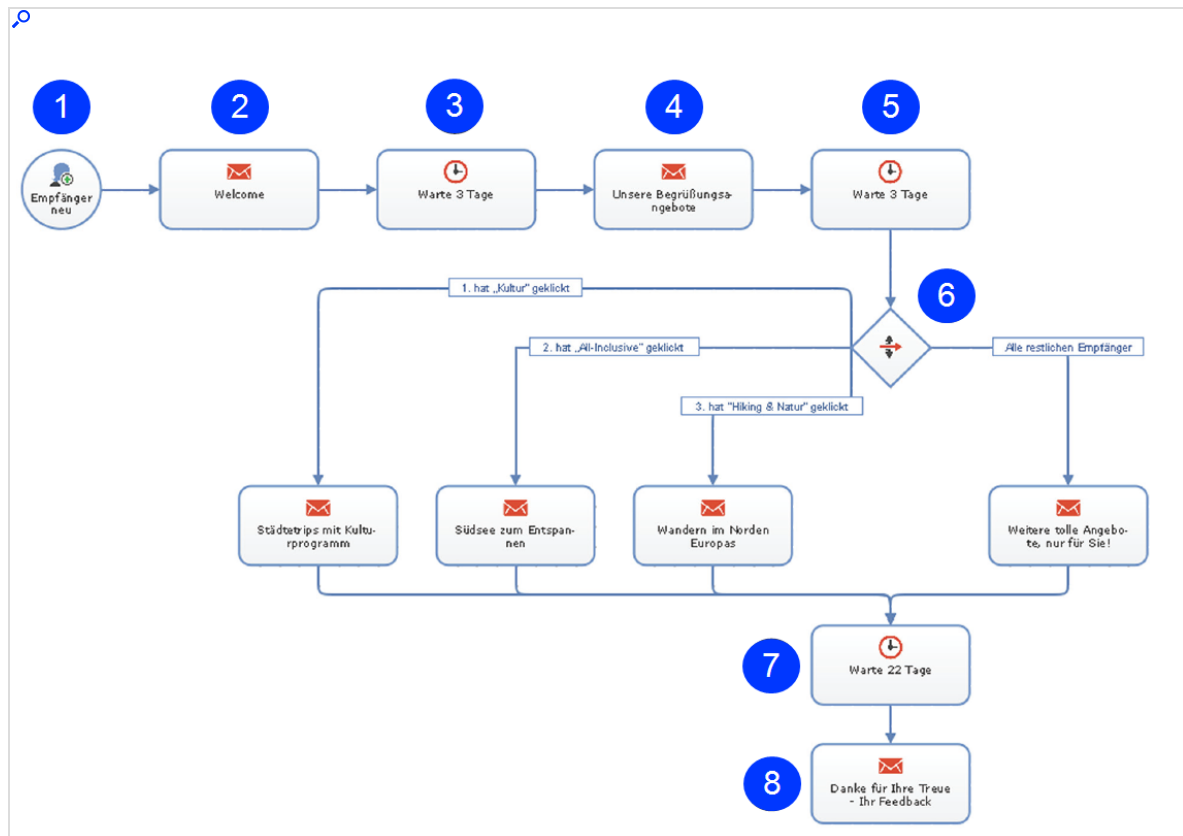 1
2
3
4
5
Empfänger
neu
Welcome
Warte 3 Tage
Unsere Begrüßungsa-
ngebote
Warte 3 Tage
6
1. hat „Kultur" geklickt
2. hat „All-Inclusive" geklickt
Alle restlichen Empfänger
3. hat "Hiking & Natur" geklickt
Städtetrips mit Kultu-
rprogramm
Südsee zum Entspan-
nen
Wandern im Norden
Europas
Weitere tolle Angebo-
te, nur für Sie!
7
Warte 22 Tage
8
Danke für Ihre Treue
- Ihr Feedback